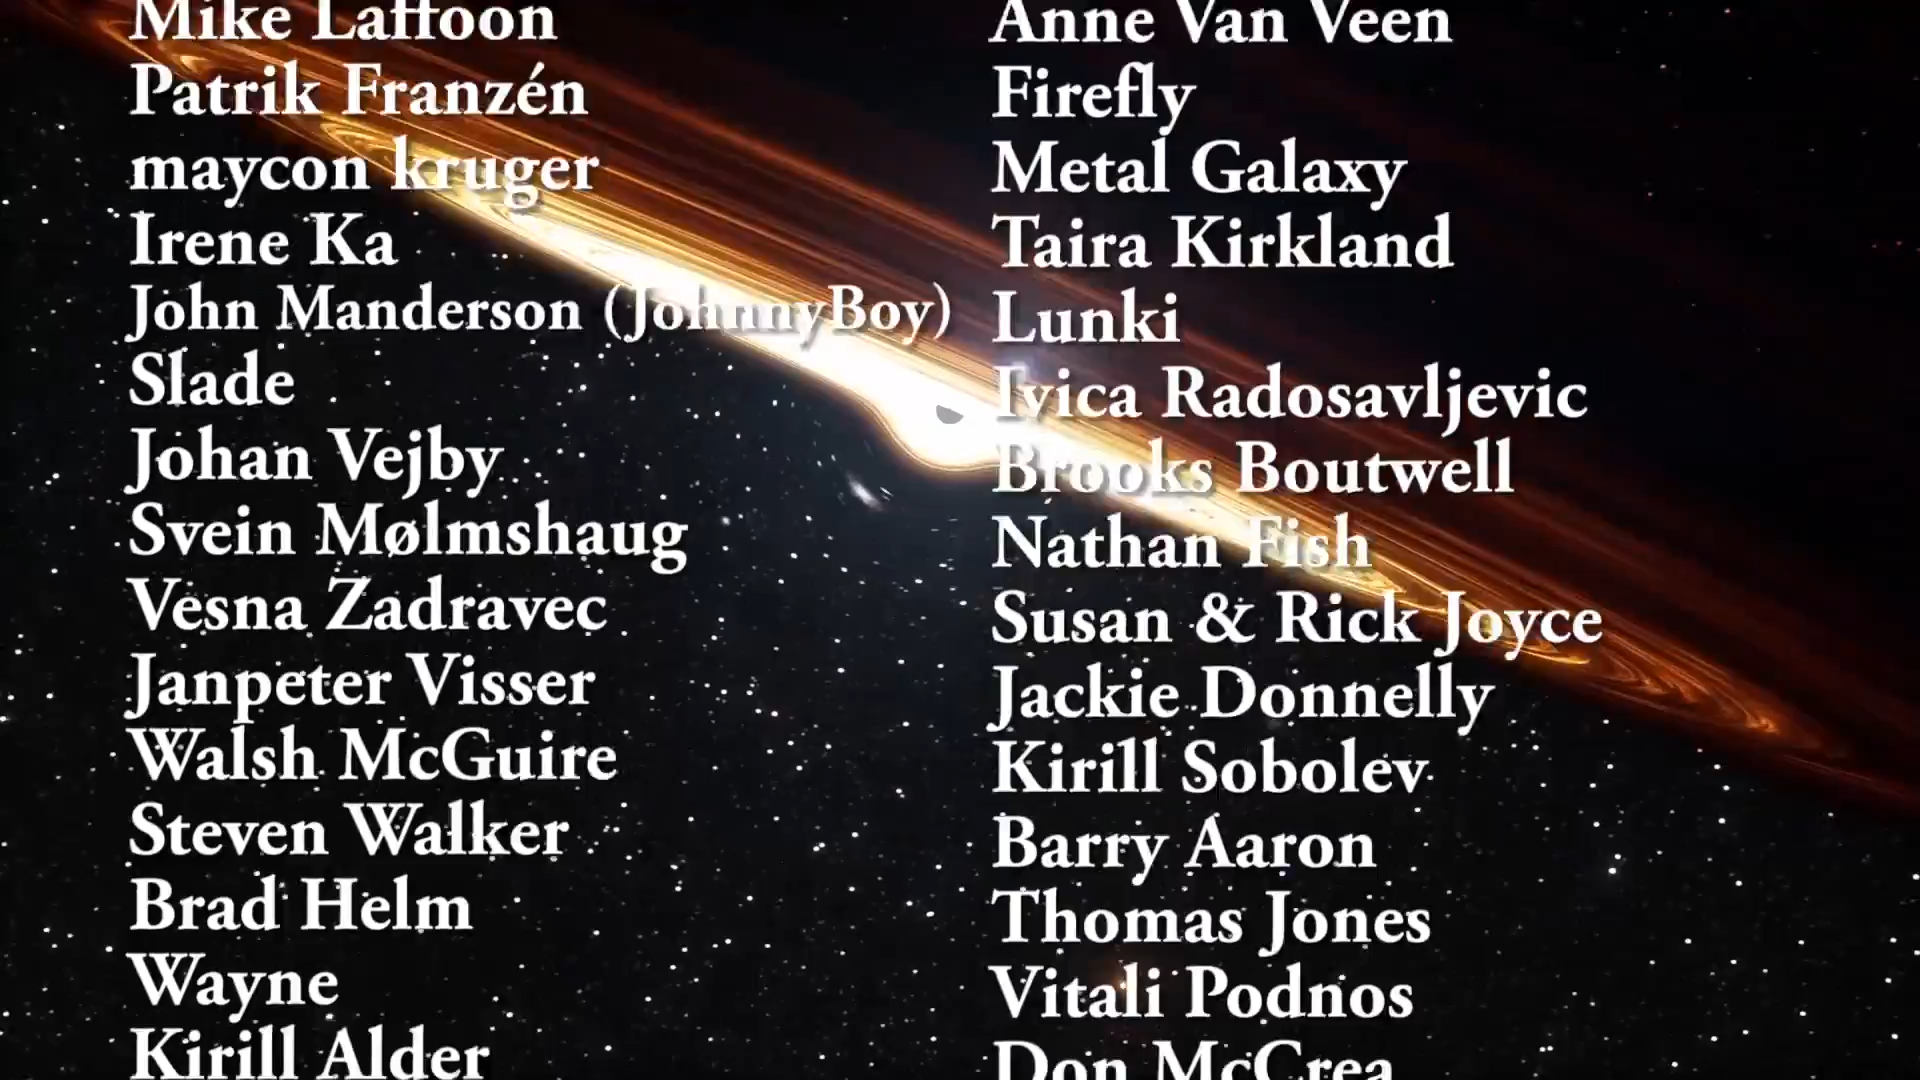 Mike Laffoon
Patrik Franzén
maycon kruger
Irene Ka
John Manderson (JohnnyBoy)
Slade
Johan Vejby
Svein Mølmshaug
Vesna Zadravec
Janpeter Visser
Walsh McGuire
Steven Walker
Brad Helm
Wayne
Kirill Alder
Anne Van Veen
Firefly
Metal Galaxy
Taira Kirkland
Lunki
Ivica Radosavljevic
Brooks Boutwell
Nathan Fish
Susan & Rick Joyce
Jackie Donnelly
Kirill Sobolev
Barry Aaron
Thomas Jones
Vitali Podnos
Don McCrea